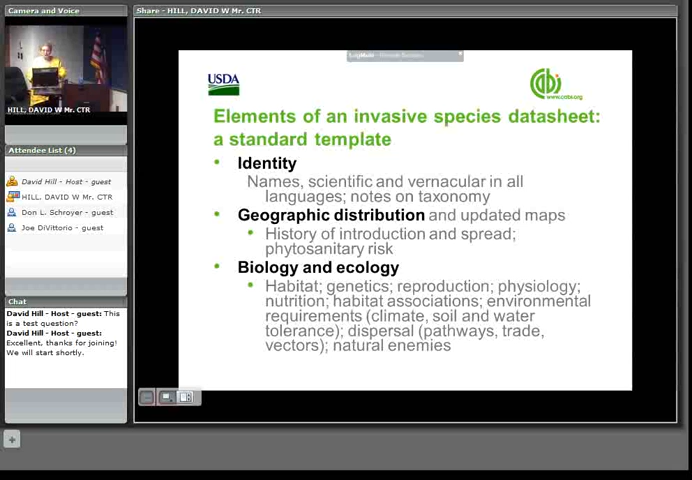 Camera and Voice
HILL, DAVID W Mr. CTR
Attendee List (4)
David Hill - Host - guest
HILL, DAVID W Mr. CTR
Don L. Schroyer - guest
Joe DiVittorio - guest
Chat
David Hill - Host - guest: This
is a test question?
David Hill - Host - guest:
Excellent, thanks for joining!
We will start shortly.
Share - HILL, DAVID W Mr. CTR
USDA
cabi
www.cabi.org
Elements of an invasive species datasheet:
a standard template
• Identity
Names, scientific and vernacular in all
languages; notes on taxonomy
• Geographic distribution and updated maps
• History of introduction and spread;
phytosanitary risk
• Biology and ecology
• Habitat; genetics; reproduction; physiology;
nutrition; habitat associations; environmental
requirements (climate, soil and water
tolerance); dispersal (pathways, trade,
vectors); natural enemies